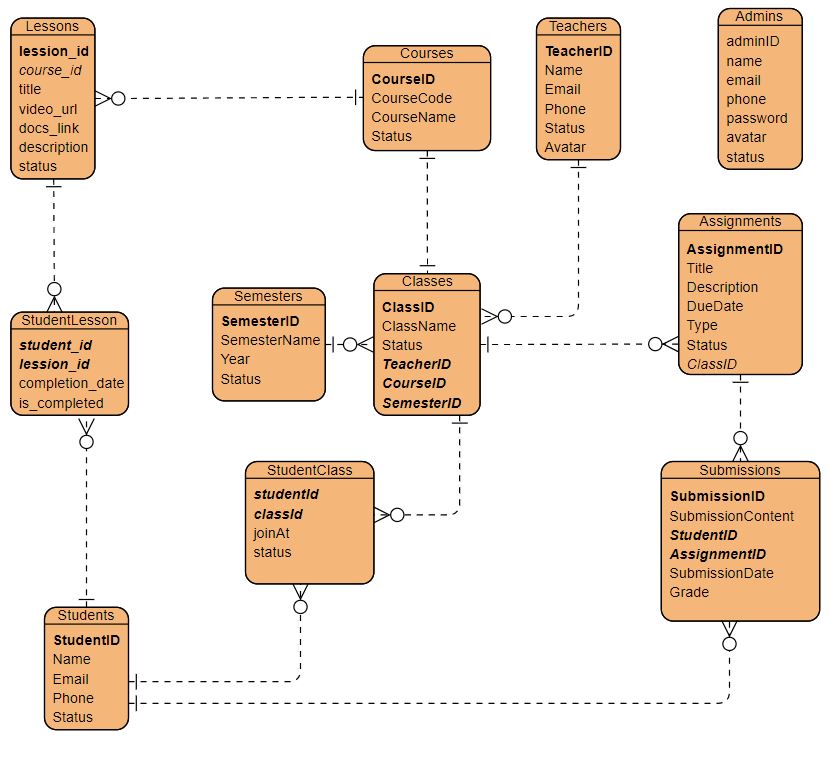 Lessons
lession_id
course_id
title
video_url
docs_link
description
status
Courses
CourseID
CourseCode
CourseName
Status
Teachers
TeacherID
Name
Email
Phone
Status
Avatar
Admins
adminID
name
email
phone
password
avatar
status
Assignments
AssignmentID
Title
Description
DueDate
Type
Status
ClassID
Semesters
SemesterID
SemesterName
Year
Status
Classes
ClassID
ClassName
Status
TeacherID
CourseID
SemesterID
StudentLesson
student_id
lession_id
completion_date
is_completed
StudentClass
studentId
classId
joinAt
status
Submissions
SubmissionID
SubmissionContent
StudentID
AssignmentID
SubmissionDate
Grade
Students
StudentID
Name
Email
Phone
Status